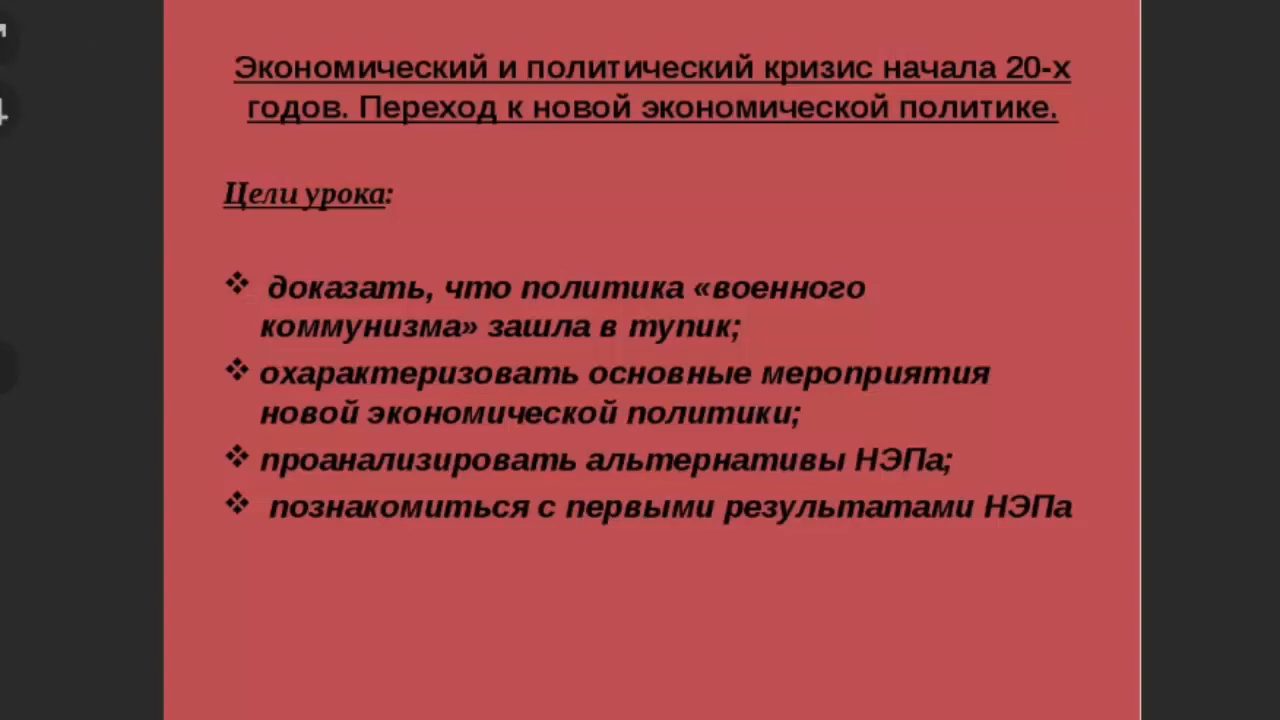 Экономический и политический кризис начала 20-х
годов. Переход к новой экономической политике.
Цели урока:
❖ доказать, что политика «военного
коммунизма» зашла в тупик;
❖ охарактеризовать основные мероприятия
новой экономической политики;
❖ проанализировать альтернативы НЭПа;
❖ познакомиться с первыми результатами НЭПа